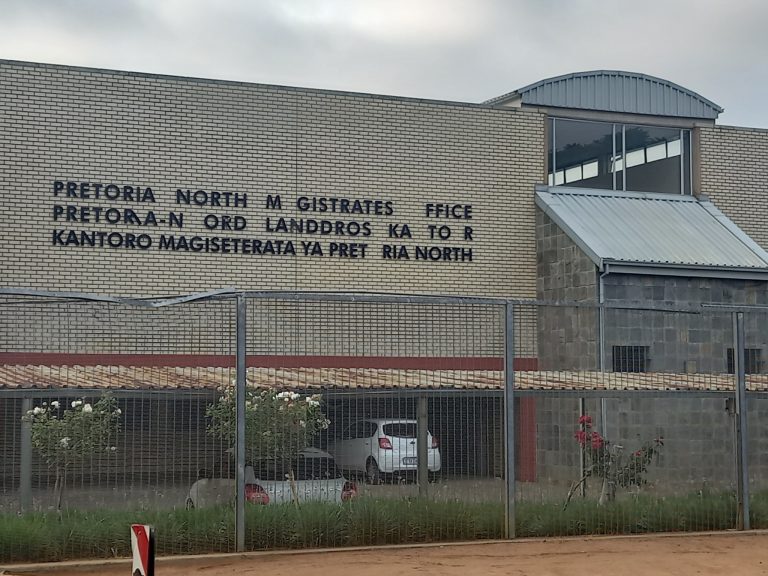 PRETORIA NORTH M GISTRATES FFICE
PRETORIA-N ORD LANDDROS KA TO R
KANTORO MAGISETERATA YA PRET RIA NORTH